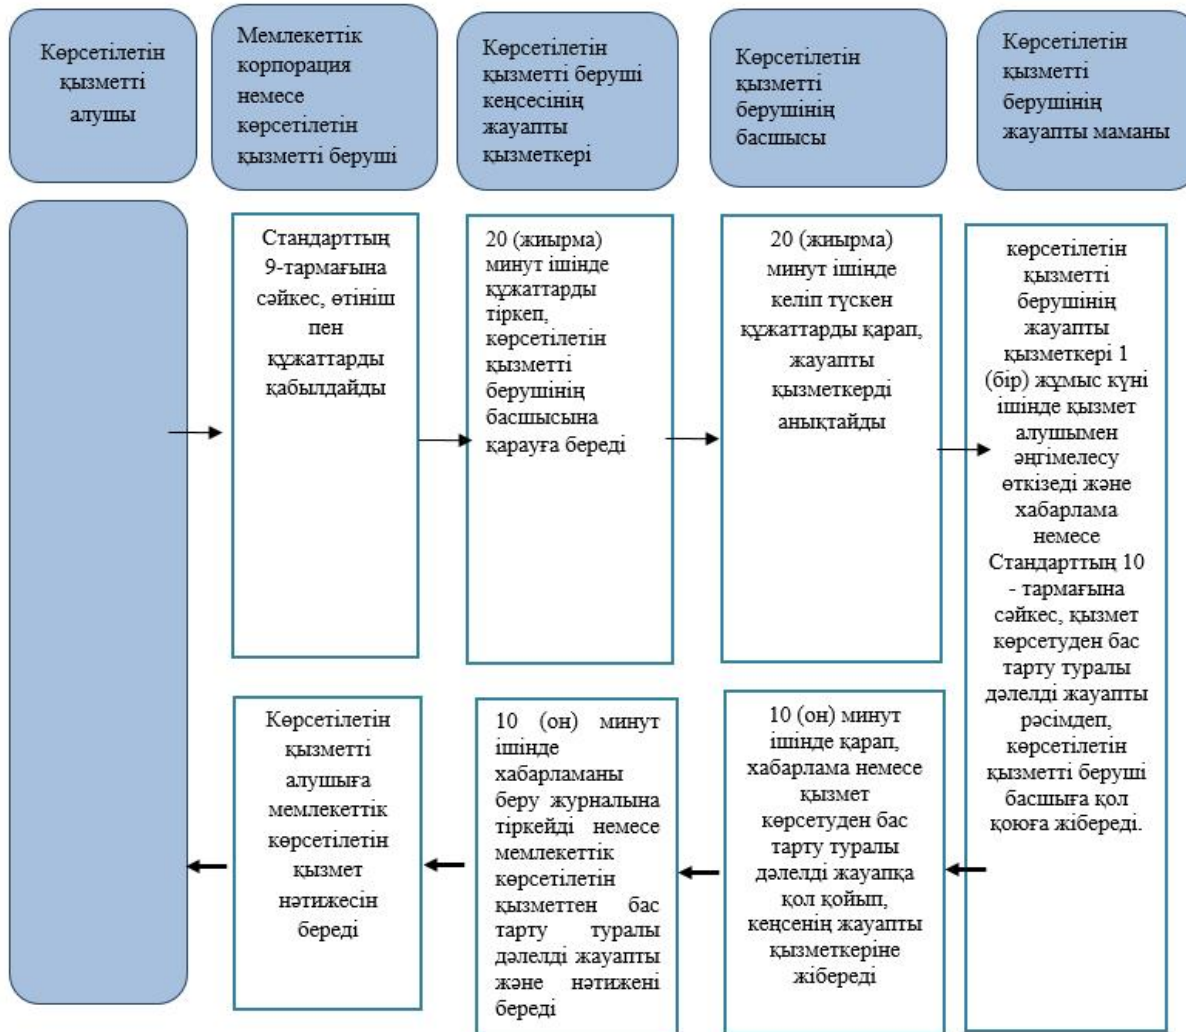 Көрсетілетін
қызметті
алушы
Мемлекеттік
корпорация
немесе
көрсетілетін
қызметті беруші
Көрсетілетін
қызметті беруші
кеңсесінің
жауапты
қызметкері
Көрсетілетін
қызметті
берушінің
басшысы
Көрсетілетін
қызметті
берушінің
жауапты маманы
Стандарттың
9-тармағына
сәйкес, өтініш
пен
құжаттарды
қабылдайды
20 (жиырма)
минут ішінде
құжаттарды
тіркеп,
көрсетілетін
қызметті
берушінің
басшысына
қарауға береді
20 (жиырма)
минут ішінде
келіп түскен
құжаттарды қарап,
жауапты
қызметкерді
анықтайды
көрсетілетін
қызметті
берушінің
жауапты
қызметкері 1
(бір) жұмыс күні
ішінде қызмет
алушымен
әңгімелесу
өткізеді және
хабарлама
немесе
Стандарттың 10
- тармағына
сәйкес, қызмет
көрсетуден бас
тарту туралы
дәлелді жауапты
рәсімдеп,
көрсетілетін
қызметті беруші
басшыға қол
қоюға жібереді.
Көрсетілетін
қызметті
алушыға
мемлекеттік
көрсетілетін
қызмет
нәтижесін
береді
10 (он) минут
ішінде
хабарламаны
беру журналына
тіркейді немесе
мемлекеттік
көрсетілетін
қызметтен бас
тарту туралы
дәлелді жауапты
және нәтижені
береді
10 (он) минут
ішінде қарап,
хабарлама немесе
қызмет
көрсетуден бас
тарту туралы
дәлелді жауапқа
қол қойып,
кеңсенің жауапты
қызметкеріне
жібереді